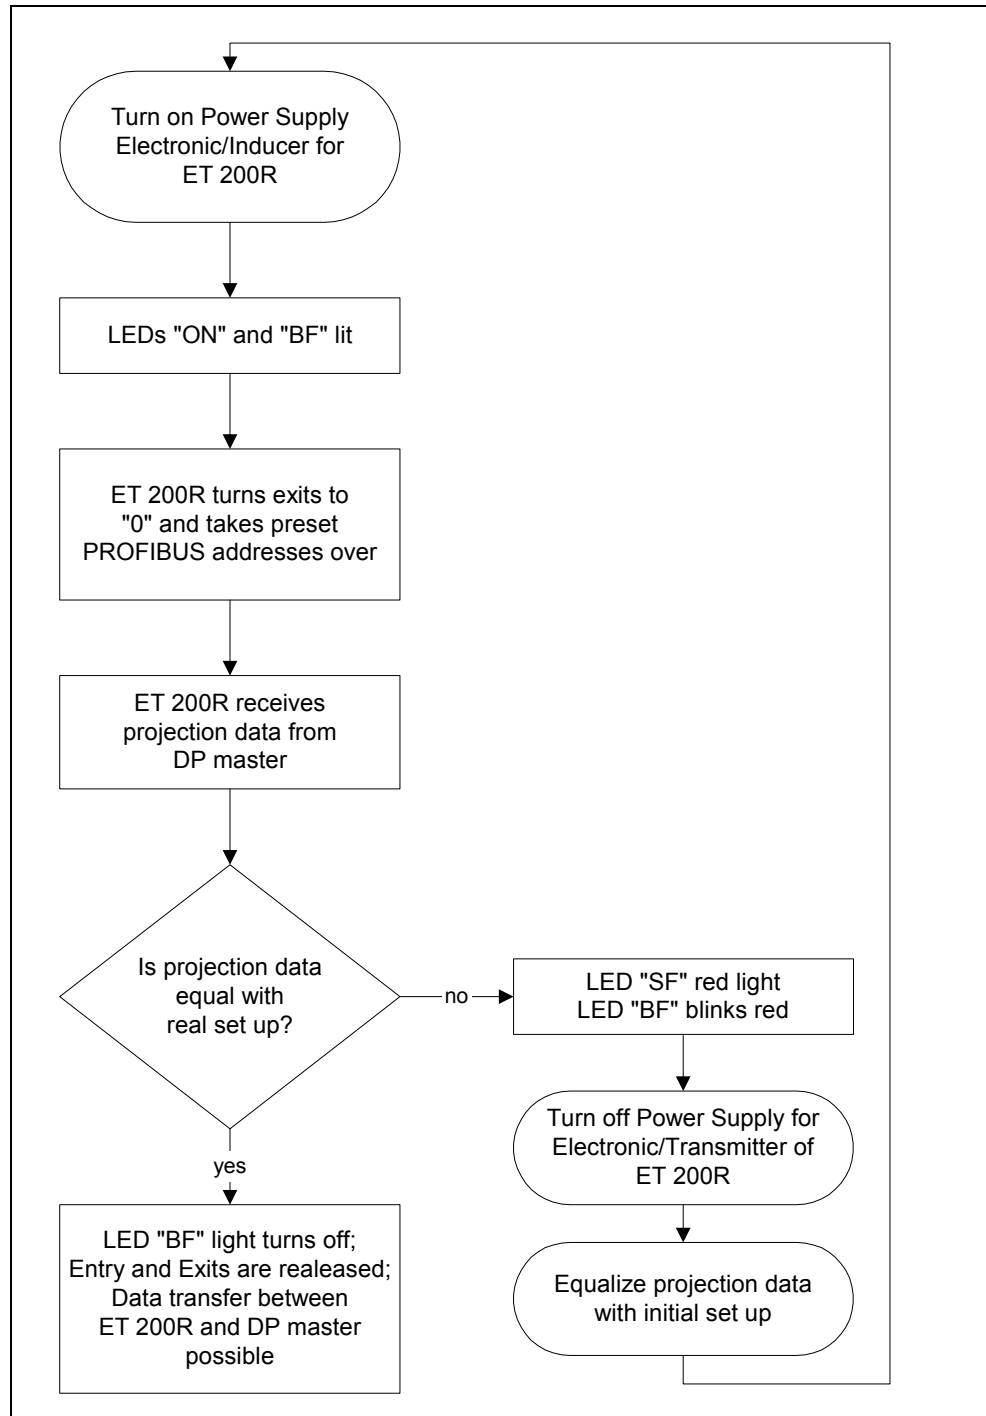 Turn on Power Supply
Electronic/Inducer for
ET 200R
LEDs "ON" and "BF" lit
ET 200R turns exits to
"0" and takes preset
PROFIBUS addresses over
ET 200R receives
projection data from
DP master
Is projection data
equal with
real set up?
no
LED "SF" red light
LED "BF" blinks red
Turn off Power Supply for
Electronic/Transmitter of
ET 200R
Equalize projection data
with initial set up
yes
LED "BF" light turns off;
Entry and Exits are realeased;
Data transfer between
ET 200R and DP master
possible